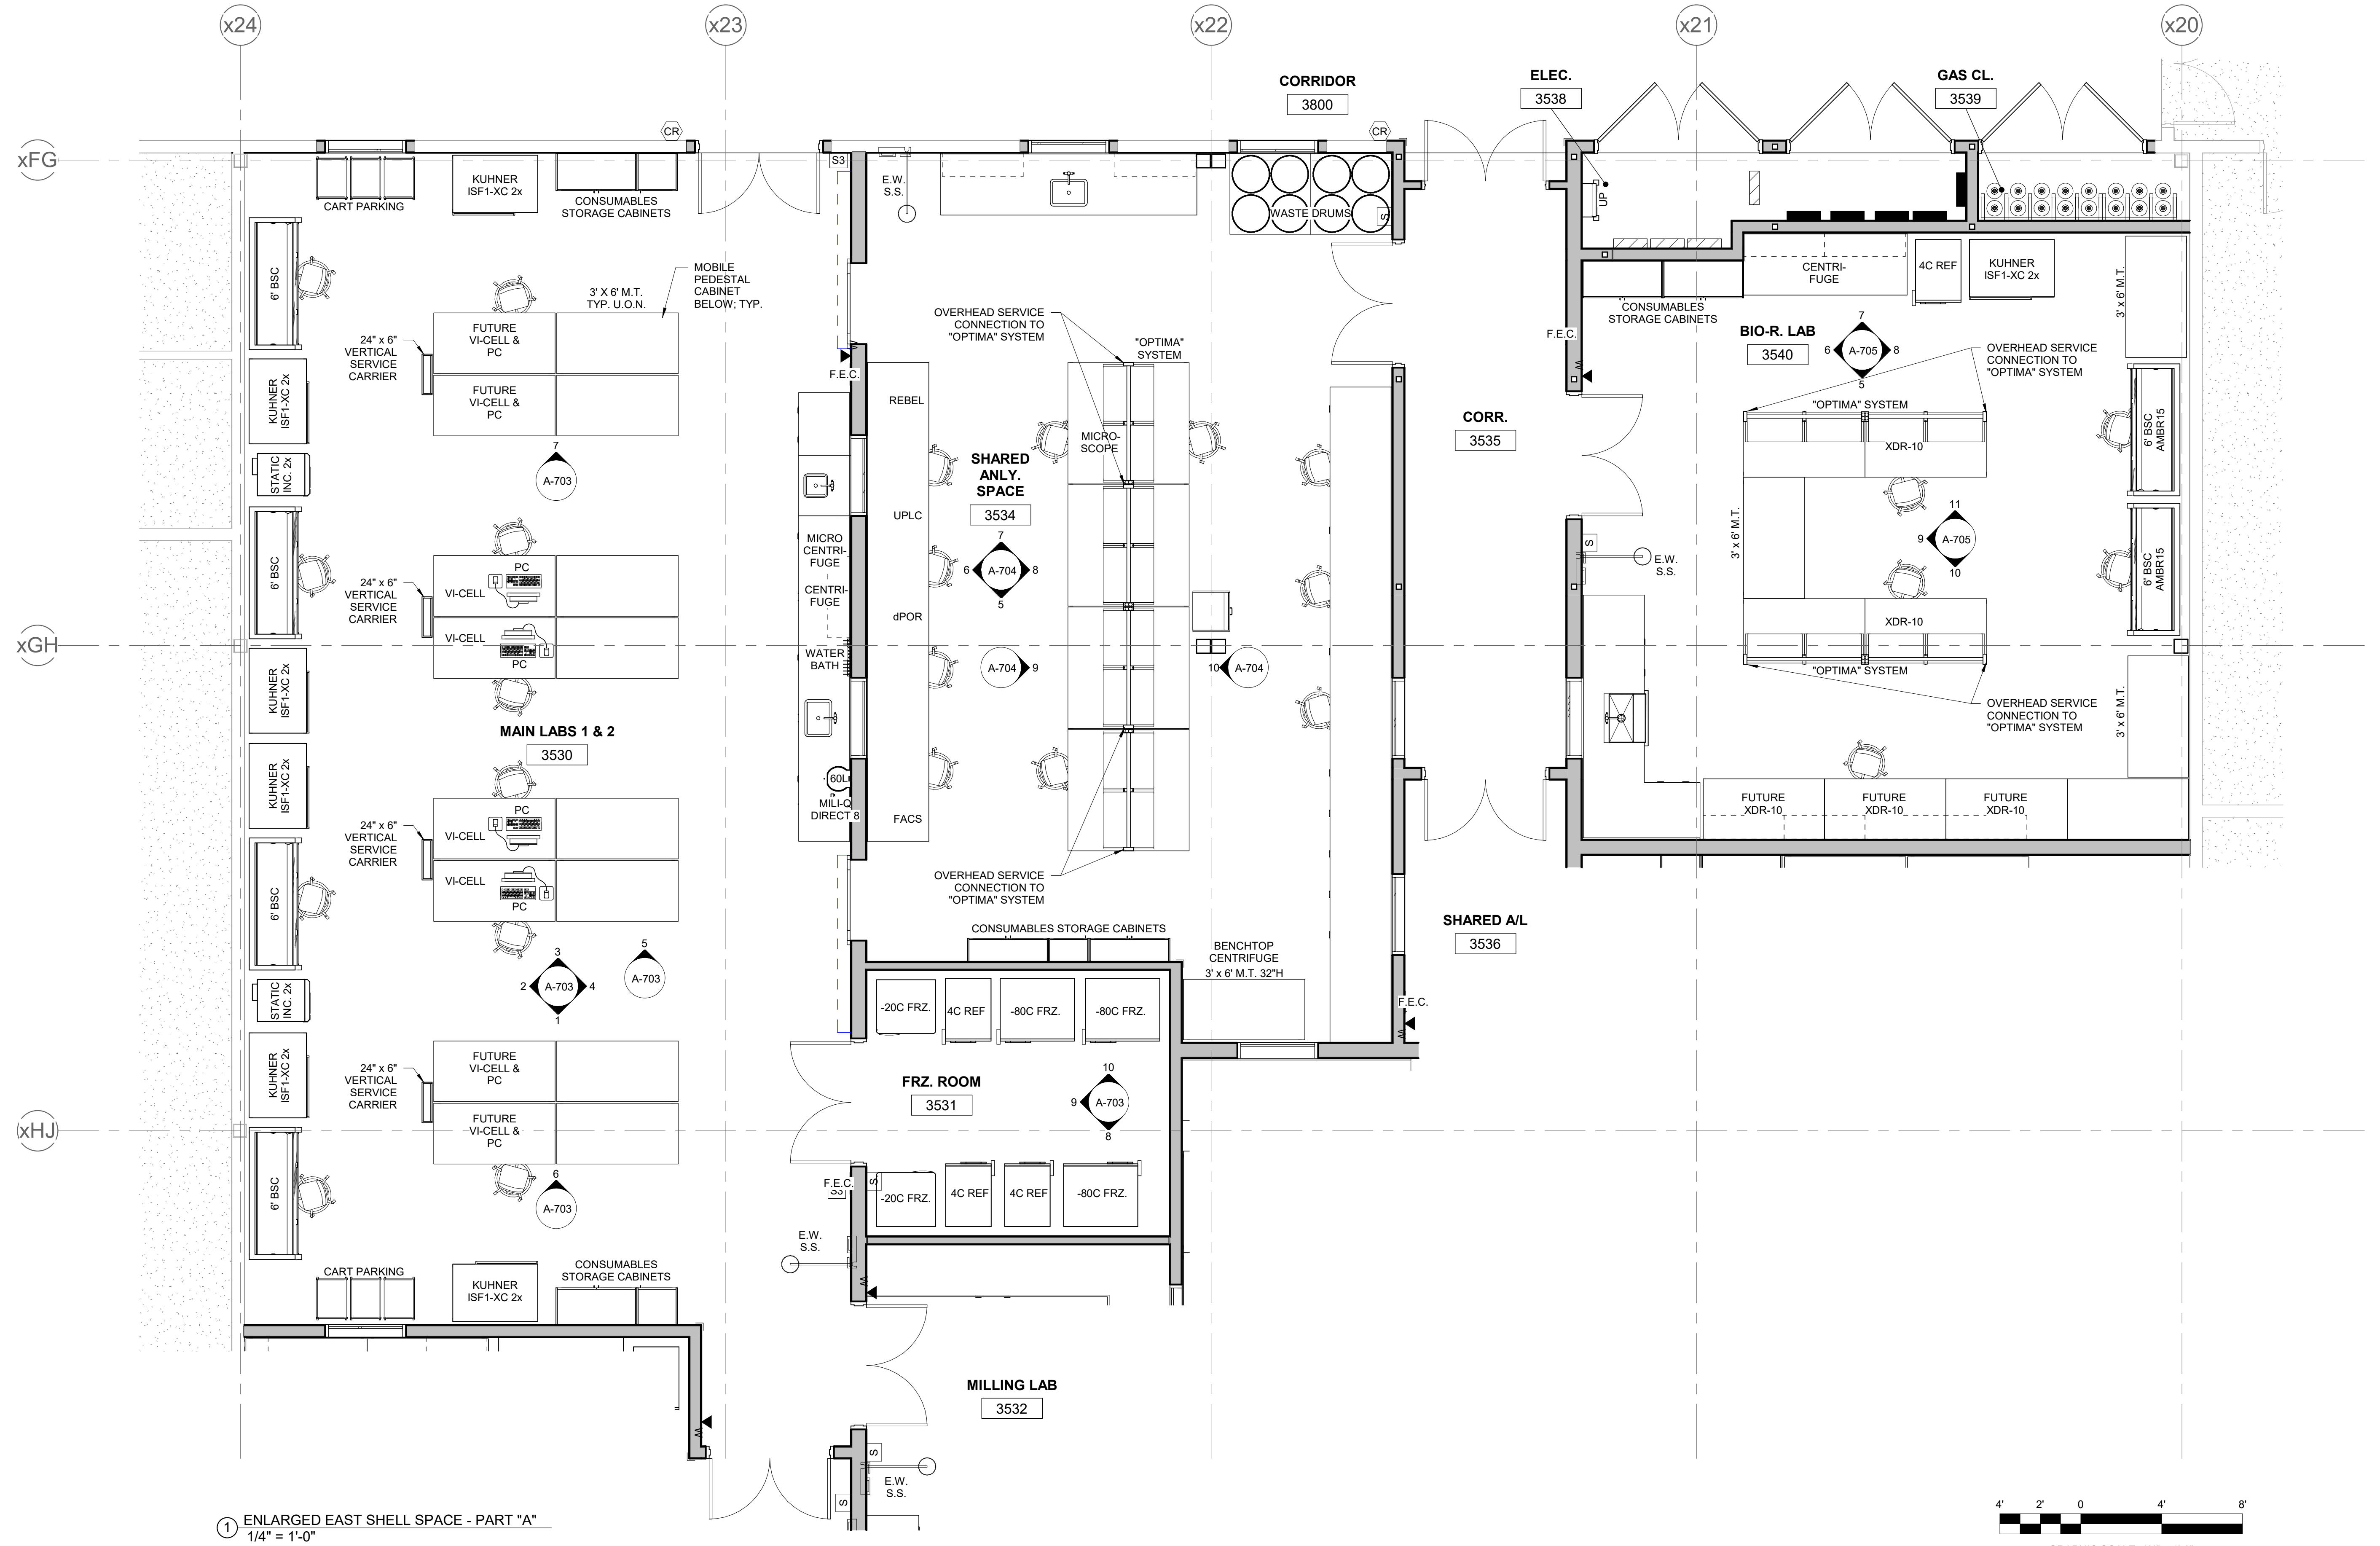 x24
x23
x22
x21
x20
xFG
xGH
xHJ
CORRIDOR
3800
ELEC.
3538
GAS CL.
3539
CR
CR
S3
KUHNER
ISF1-XC 2x
CART PARKING
CONSUMABLES
STORAGE CABINETS
E.W.
S.S.
WASTE DRUMS
S
UP
6' BSC
3' X 6' M.T.
TYP. U.O.N.
MOBILE
PEDESTAL
CABINET
BELOW; TYP.
24" x 6"
VERTICAL
SERVICE
CARRIER
FUTURE
VI-CELL &
PC
FUTURE
VI-CELL &
PC
KUHNER
ISF1-XC 2x
STATIC
INC. 2x
7
A-703
F.E.C.
OVERHEAD SERVICE
CONNECTION TO
"OPTIMA" SYSTEM
"OPTIMA"
SYSTEM
REBEL
MICRO-
SCOPE
SHARED
ANLY.
SPACE
3534
UPLC
7
6
A-704
8
5
MICRO
CENTRI-
FUGE
CENTRI-
FUGE
dPOR
WATER
BATH
A-704
9
10
A-704
6' BSC
24" x 6"
VERTICAL
SERVICE
CARRIER
PC
VI-CELL
VI-CELL
PC
KUHNER
ISF1-XC 2x
MAIN LABS 1 & 2
3530
KUHNER
ISF1-XC 2x
60L
MILI-Q
DIRECT 8
FACS
24" x 6"
VERTICAL
SERVICE
CARRIER
PC
VI-CELL
VI-CELL
PC
6' BSC
OVERHEAD SERVICE
CONNECTION TO
"OPTIMA" SYSTEM
CONSUMABLES STORAGE CABINETS
BENCHTOP
CENTRIFUGE
3' x 6' M.T. 32"H
3
2
A-703
4
1
5
A-703
STATIC
INC. 2x
KUHNER
ISF1-XC 2x
24" x 6"
VERTICAL
SERVICE
CARRIER
FUTURE
VI-CELL &
PC
FUTURE
VI-CELL &
PC
6
A-703
6' BSC
CART PARKING
KUHNER
ISF1-XC 2x
CONSUMABLES
STORAGE CABINETS
-20C FRZ.
4C REF
-80C FRZ.
-80C FRZ.
FRZ. ROOM
3531
10
9
A-703
8
F.E.C.
S3
S
-20C FRZ.
4C REF
4C REF
-80C FRZ.
E.W.
S.S.
MILLING LAB
3532
S
E.W.
S.S.
S
CORR.
3535
SHARED A/L
3536
F.E.C.
F.E.C.
CONSUMABLES
STORAGE CABINETS
CENTRI-
FUGE
4C REF
KUHNER
ISF1-XC 2x
3' x 6' M.T.
BIO-R. LAB
3540
7
6
A-705
8
5
OVERHEAD SERVICE
CONNECTION TO
"OPTIMA" SYSTEM
"OPTIMA" SYSTEM
XDR-10
6' BSC
AMBR15
3' x 6' M.T.
11
9
A-705
10
S
E.W.
S.S.
6' BSC
AMBR15
XDR-10
"OPTIMA" SYSTEM
OVERHEAD SERVICE
CONNECTION TO
"OPTIMA" SYSTEM
3' x 6' M.T.
FUTURE
XDR-10
FUTURE
XDR-10
FUTURE
XDR-10
1
ENLARGED EAST SHELL SPACE - PART "A"
1/4" = 1'-0"
4'
2'
0
4'
8'